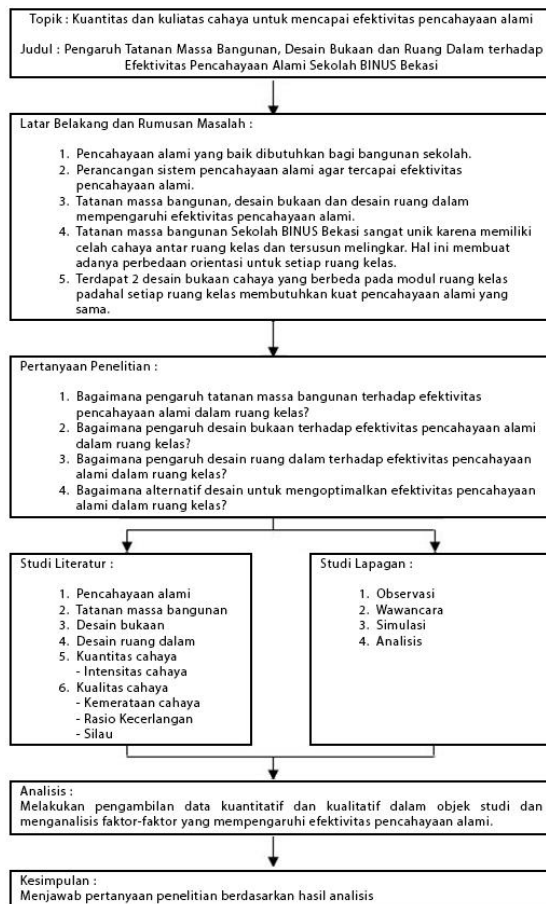 Topik : Kuantitas dan kuliatas cahaya untuk mencapai efektivitas pencahayaan alami
Judul : Pengaruh Tatanan Massa Bangunan, Desain Bukaan dan Ruang Dalam terhadap
Efektivitas Pencahayaan Alami Sekolah BINUS Bekasi
Latar Belakang dan Rumusan Masalah :
1. Pencahayaan alami yang baik dibutuhkan bagi bangunan sekolah.
2. Perancangan sistem pencahayaan alami agar tercapai efektivitas
pencahayaan alami.
3. Tatanan massa bangunan, desain bukaan dan desain ruang dalam
mempengaruhi efektivitas pencahayaan alami.
4. Tatanan massa bangunan Sekolah BINUS Bekasi sangat unik karena memiliki
celah cahaya antar ruang kelas dan tersusun melingkar. Hal ini membuat
adanya perbedaan orientasi untuk setiap ruang kelas.
5. Terdapat 2 desain bukaan cahaya yang berbeda pada modul ruang kelas
padahal setiap ruang kelas membutuhkan kuat pencahayaan alami yang
sama.
Pertanyaan Penelitian :
1. Bagaimana pengaruh tatanan massa bangunan terhadap efektivitas
pencahayaan alami dalam ruang kelas?
2. Bagaimana pengaruh desain bukaan terhadap efektivitas pencahayaan alami
dalam ruang kelas?
3. Bagaimana pengaruh desain ruang dalam terhadap efektivitas pencahayaan
alami dalam ruang kelas?
4. Bagaimana alternatif desain untuk mengoptimalkan efektivitas pencahayaan
alami dalam ruang kelas?
Studi Literatur :
1. Pencahayaan alami
2. Tatanan massa bangunan
3. Desain bukaan
4. Desain ruang dalam
5. Kuantitas cahaya
- Intensitas cahaya
6. Kualitas cahaya
- Kemerataan cahaya
- Rasio Kecerlangan
- Silau
Studi Lapagan :
1. Observasi
2. Wawancara
3. Simulasi
4. Analisis
Analisis :
Melakukan pengambilan data kuantitatif dan kualitatif dalam objek studi dan
menganalisis faktor-faktor yang mempengaruhi efektivitas pencahayaan alami.
Kesimpulan :
Menjawab pertanyaan penelitian berdasarkan hasil analisis